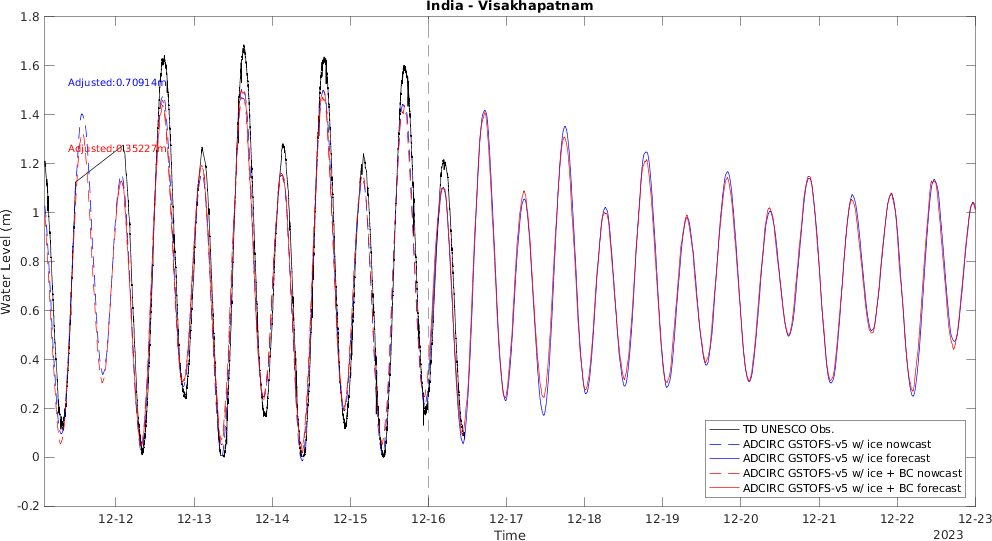 India - Visakhapatnam
1.8
1.6
1.4
1.2
1
0.8
0.6
0.4
0.2
0
-0.2
Water Level (m)
Adjusted:0.70914m
Adjusted:0.35227m
TD UNESCO Obs.
ADCIRC GSTOFS-v5 w/ ice nowcast
ADCIRC GSTOFS-v5 w/ ice forecast
ADCIRC GSTOFS-v5 w/ ice + BC nowcast
ADCIRC GSTOFS-v5 w/ ice + BC forecast
12-12 12-13 12-14 12-15 12-16 12-17 12-18 12-19 12-20 12-21 12-22 12-23
Time
2023